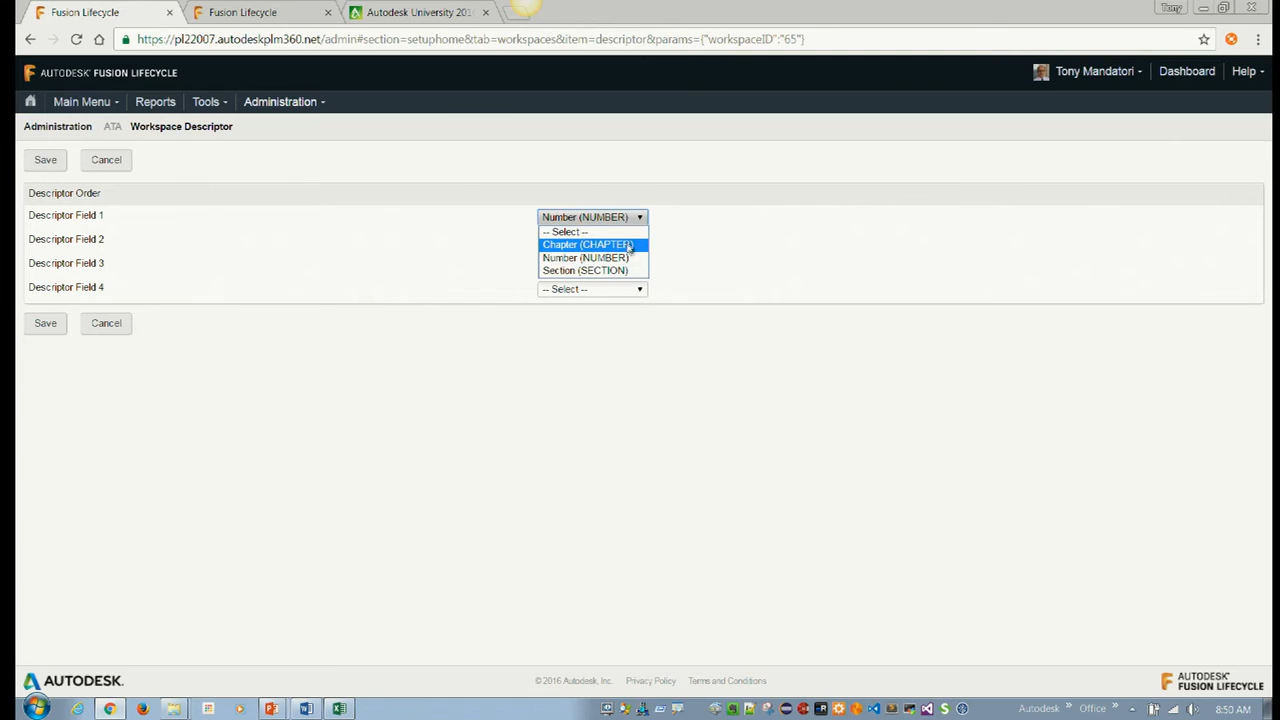 Fusion Lifecycle
Fusion Lifecycle
Autodesk University 201
Tony
https://pl22007.autodeskplm360.net/admin#section=setuphome&tab=workspaces&item=descriptor&params={"workspaceID":"65"}
AUTODESK® FUSION LIFECYCLE
Tony Mandatori
Dashboard
Help
Main Menu
Reports
Tools
Administration
Administration ATA Workspace Descriptor
Save Cancel
Descriptor Order
Descriptor Field 1
Number (NUMBER)
-- Select --
Descriptor Field 2
Chapter (CHAPTER)
Number (NUMBER)
Descriptor Field 3
Section (SECTION)
Descriptor Field 4
-- Select --
Save Cancel
AUTODESK.
© 2016 Autodesk, Inc. Privacy Policy Terms and Conditions
AUTODESK®
FUSION LIFECYCLE
Autodesk
Office
8:50 AM